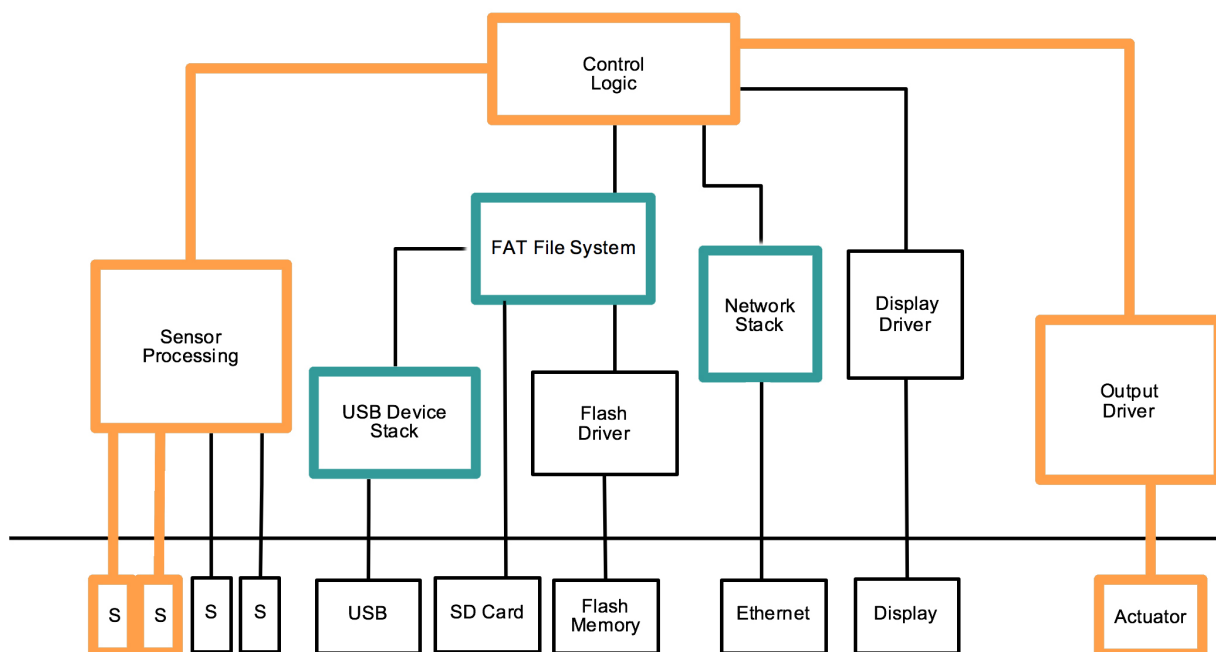 Control
Logic
FAT File System
Network
Stack
Display
Driver
Sensor
Processing
USB Device
Stack
Flash
Driver
Output
Driver
S
S
S
S
USB
SD Card
Flash
Memory
Ethernet
Display
Actuator